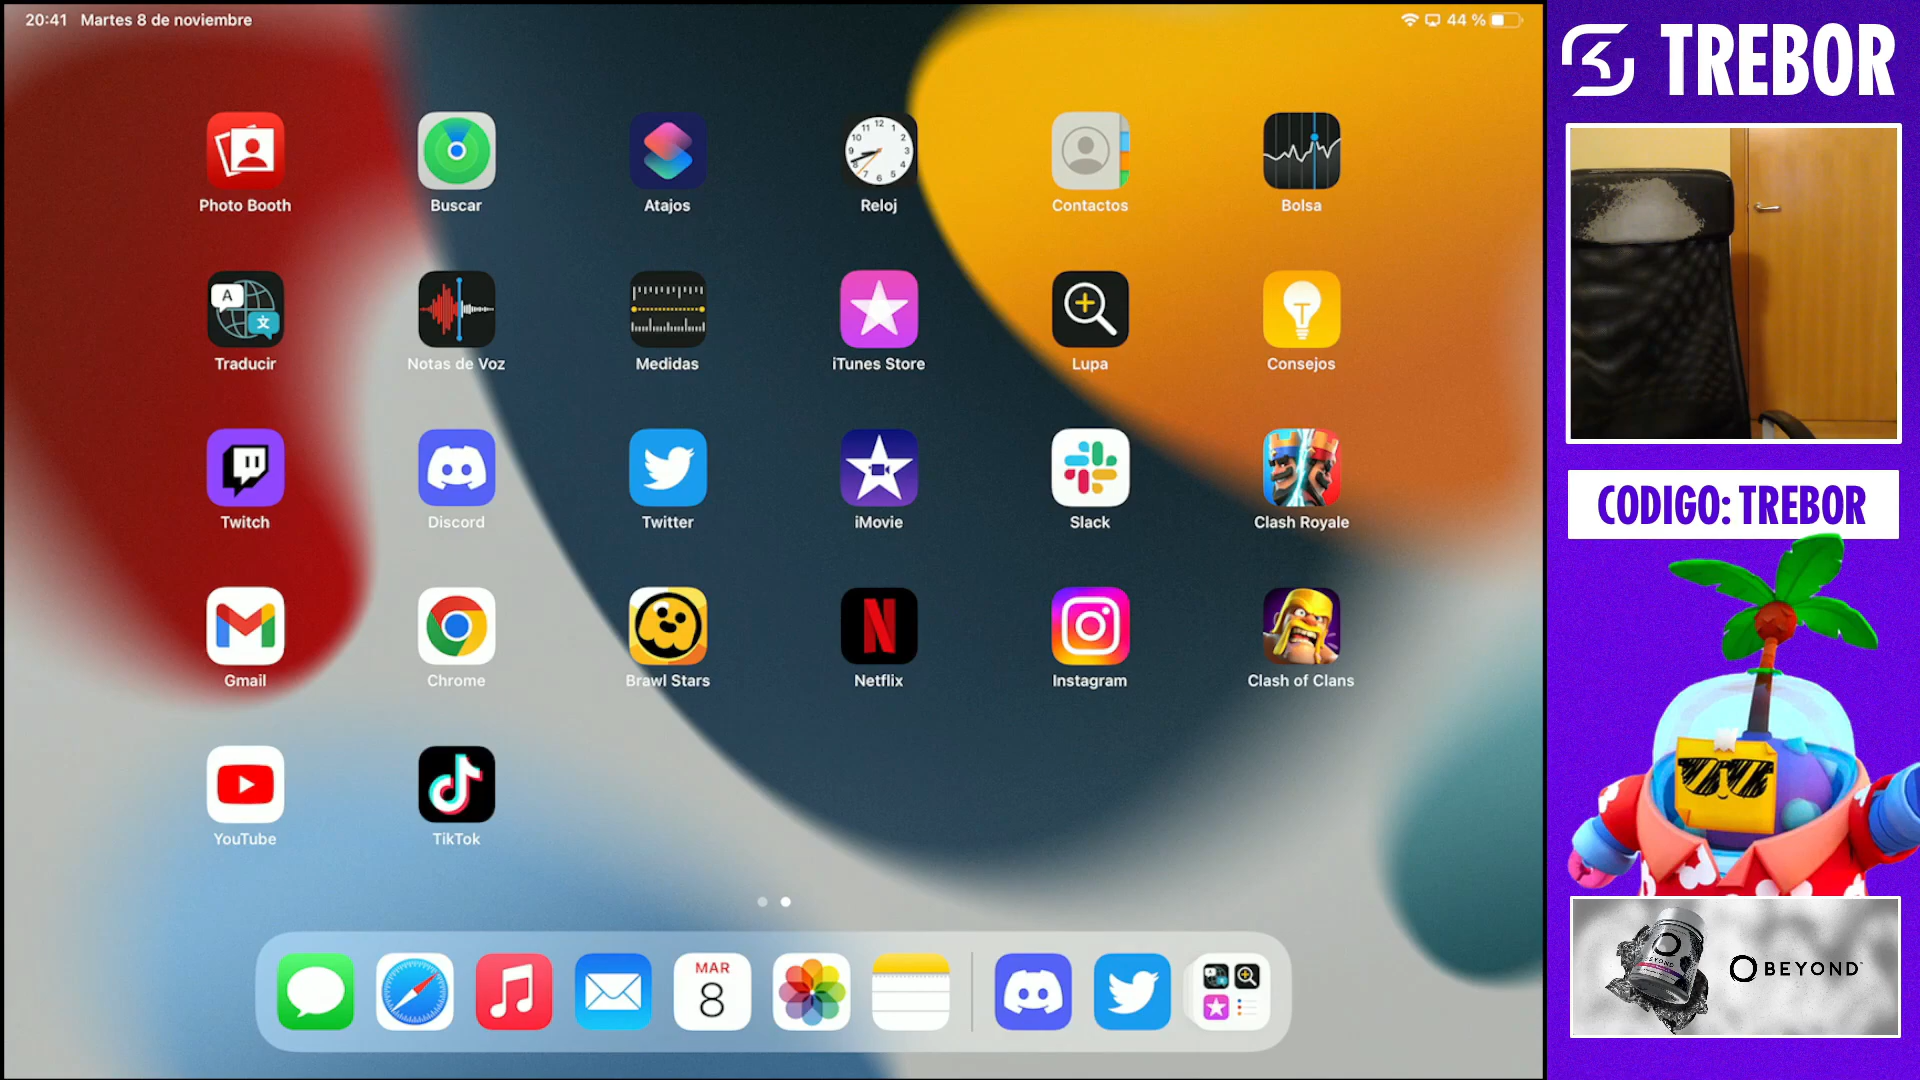 20:41 Martes 8 de noviembre
44 %
TREBOR
Photo Booth
Buscar
Atajos
Reloj
Contactos
Bolsa
Traducir
Notas de Voz
Medidas
iTunes Store
Lupa
Consejos
Twitch
Discord
Twitter
iMovie
Slack
Clash Royale
CODIGO: TREBOR
Gmail
Chrome
Brawl Stars
Netflix
Instagram
Clash of Clans
YouTube
TikTok
MAR
8
BEYOND